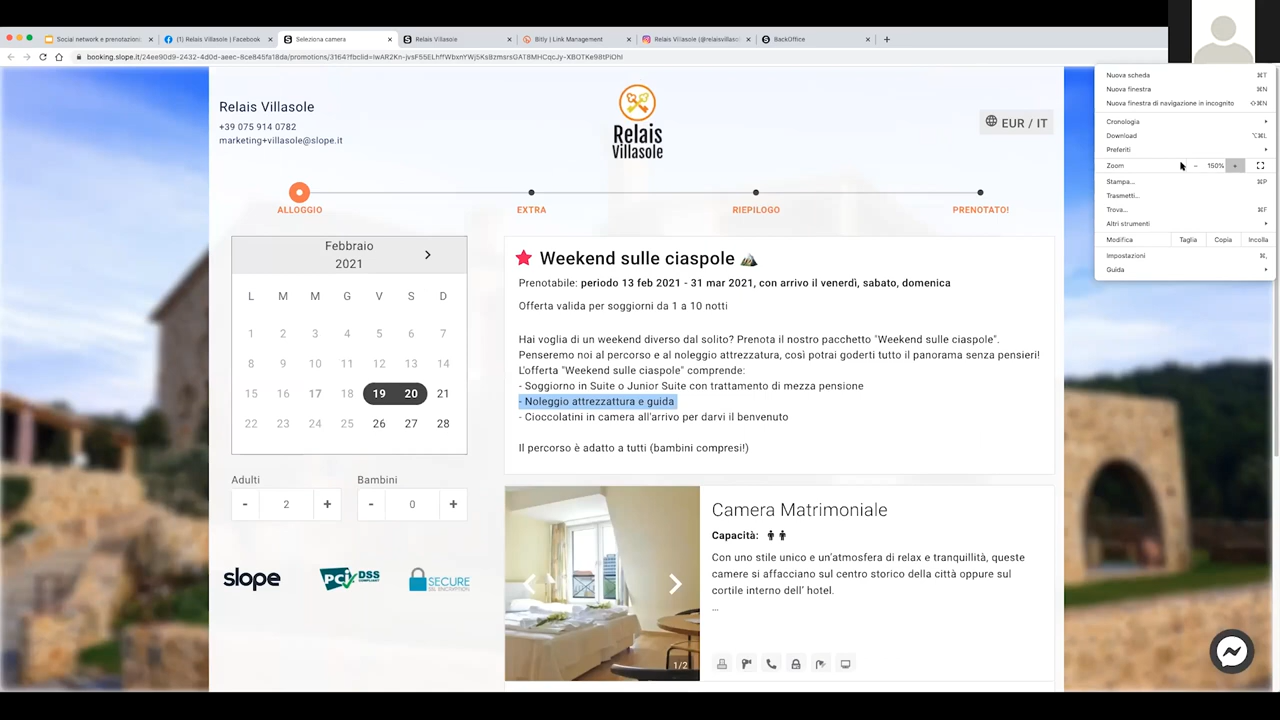 Social network e prenotazion
(1) Relais Villasole | Facebook
Seleziona camera
Relais Villasole
Bitly | Link Management
Relais Villasole (@relaisvillaso
BackOffice
Nuova scheda ⌘T
Nuova finestra ⌘N
Nuova finestra di navigazione in incognito ⇧⌘N
Cronologia
Download ⌥⌘L
Preferiti
Zoom - 150% +
Stampa... ⌘P
Trasmetti...
Trova... ⌘F
Altri strumenti
Modifica Taglia Copia Incolla
Impostazioni ⌘,
Guida
Relais Villasole
+39 075 914 0782
marketing+villasole@slope.it
Relais
Villasole
EUR / IT
ALLOGGIO EXTRA RIEPILOGO PRENOTATO!
Febbraio
2021
L M M G V S D
1 2 3 4 5 6 7
8 9 10 11 12 13 14
15 16 17 18 19 20 21
22 23 24 25 26 27 28
Adulti Bambini
- 2 + - 0 +
slope
PCI DSS
COMPLIANT
SECURE
SSL ENCRYPTION
Weekend sulle ciaspole
Prenotabile: periodo 13 feb 2021 - 31 mar 2021, con arrivo il venerdì, sabato, domenica
Offerta valida per soggiorni da 1 a 10 notti
Hai voglia di un weekend diverso dal solito? Prenota il nostro pacchetto "Weekend sulle ciaspole".
Penseremo noi al percorso e al noleggio attrezzatura, così potrai goderti tutto il panorama senza pensieri!
L'offerta "Weekend sulle ciaspole" comprende:
- Soggiorno in Suite o Junior Suite con trattamento di mezza pensione
- Noleggio attrezzattura e guida
- Cioccolatini in camera all'arrivo per darvi il benvenuto
Il percorso è adatto a tutti (bambini compresi!)
1/2
Camera Matrimoniale
Capacità:
Con uno stile unico e un'atmosfera di relax e tranquillità, queste
camere si affacciano sul centro storico della città oppure sul
cortile interno dell' hotel.
...